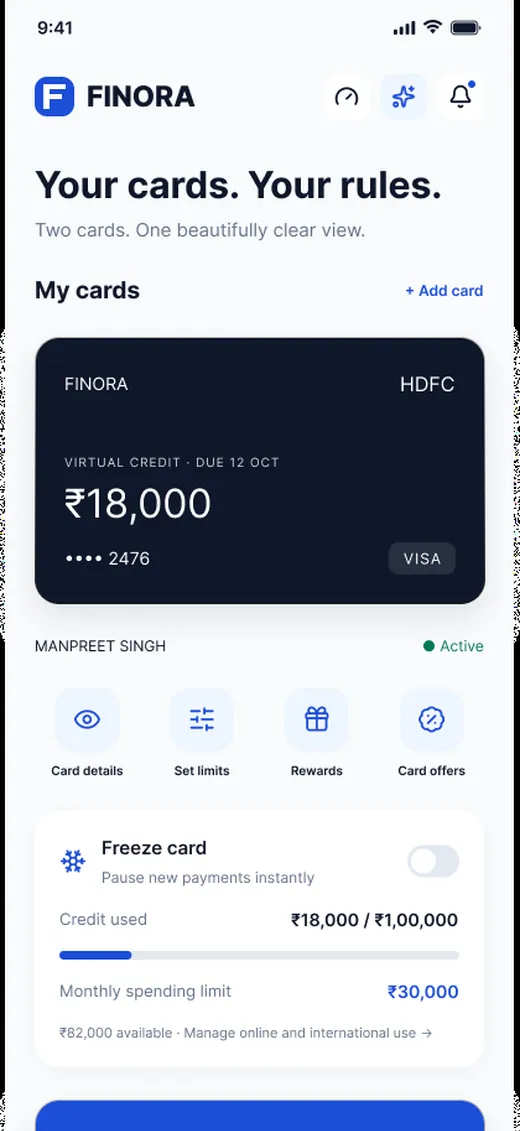 9:41
FINORA
Your cards. Your rules.
Two cards. One beautifully clear view.
My cards
+ Add card
FINORA
HDFC
VIRTUAL CREDIT · DUE 12 OCT
₹18,000
•••• 2476
VISA
MANPREET SINGH
Active
Card details
Set limits
Rewards
Card offers
Freeze card
Pause new payments instantly
Credit used
₹18,000 / ₹1,00,000
Monthly spending limit
₹30,000
₹82,000 available · Manage online and international use →